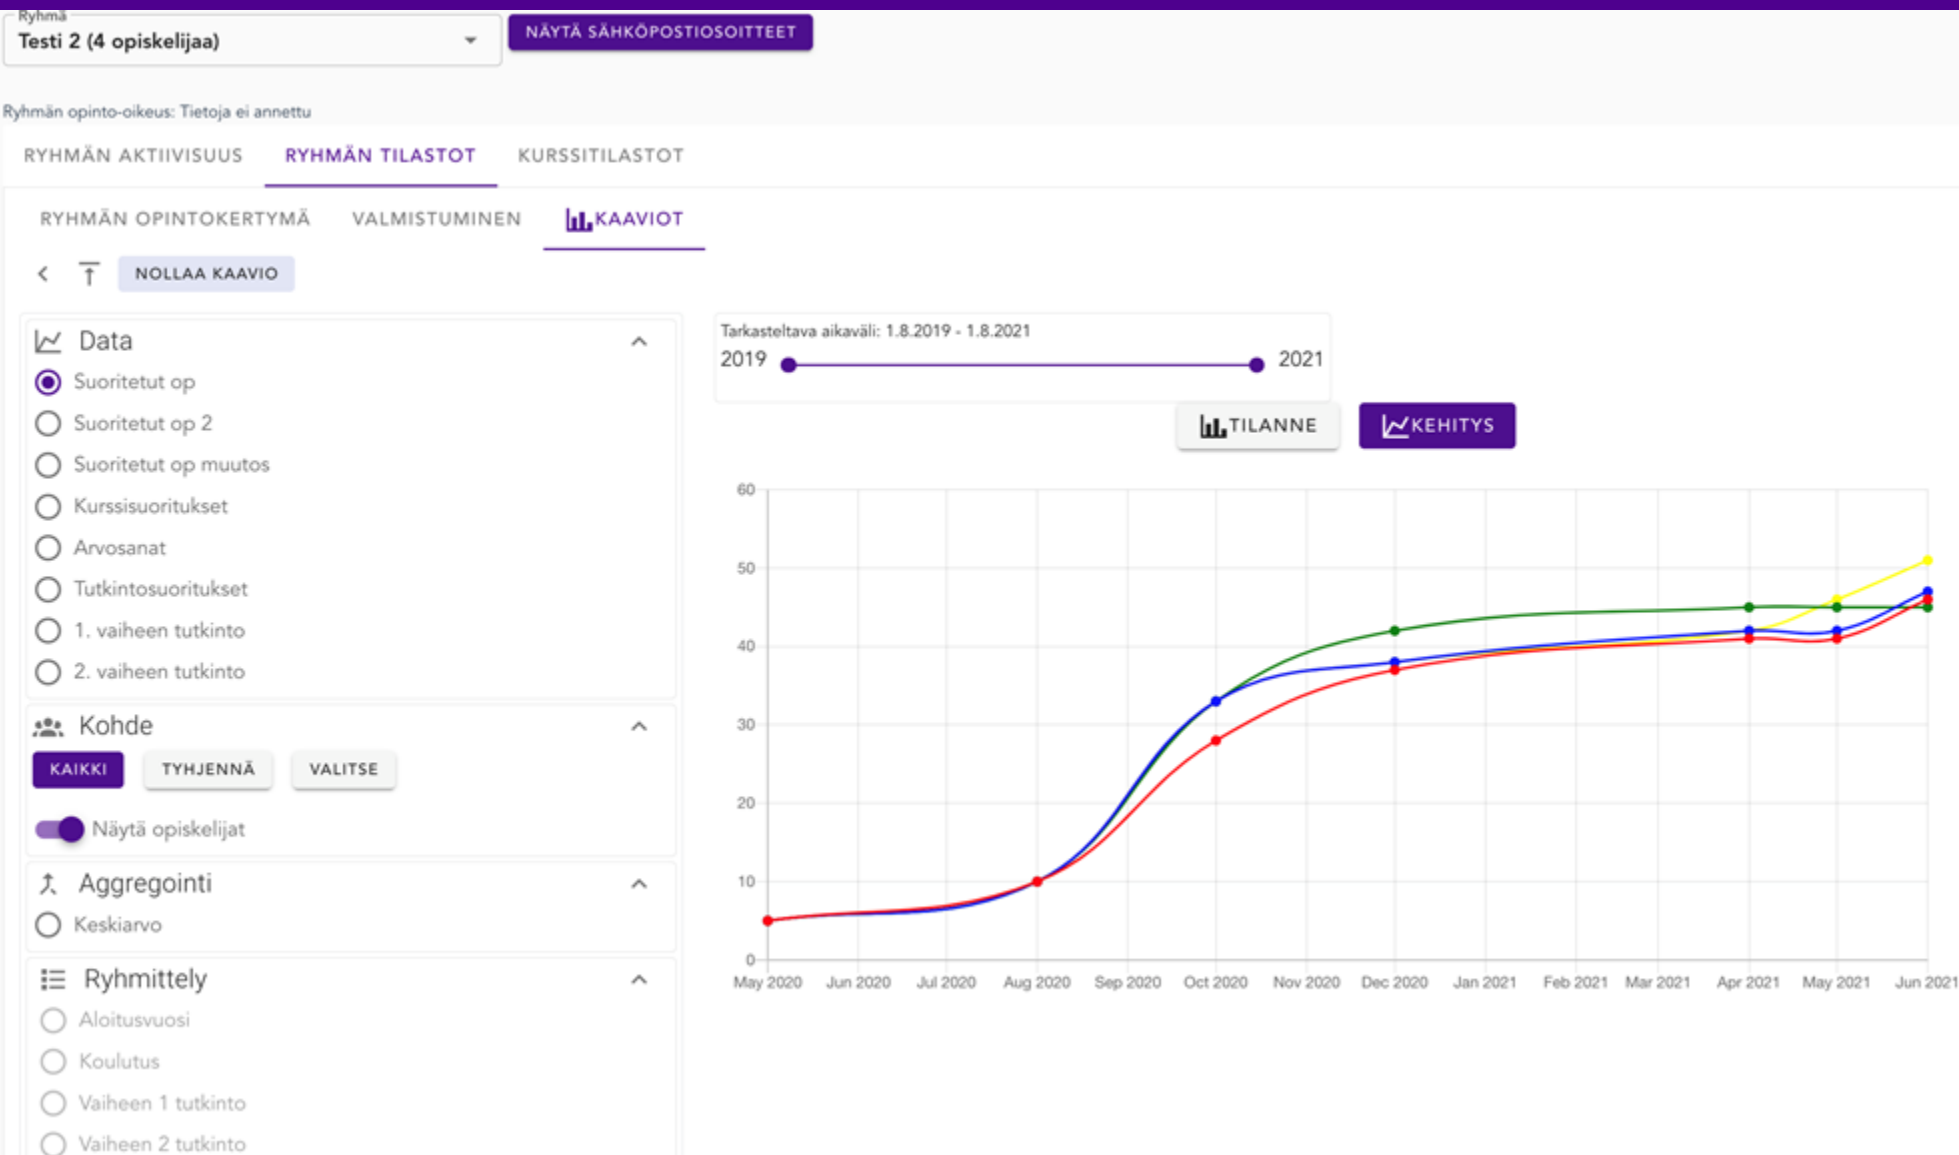 Ryhmä
Testi 2 (4 opiskelijaa)
NÄYTÄ SÄHKÖPOSTIOSOITTEET
Ryhmän opinto-oikeus: Tietoja ei annettu
RYHMÄN AKTIIVISUUS RYHMÄN TILASTOT KURSSITILASTOT
RYHMÄN OPINTOKERTYMÄ VALMISTUMINEN KAAVIOT
NOLLAA KAAVIO
Data
Suoritetut op
Suoritetut op 2
Suoritetut op muutos
Kurssisuoritukset
Arvosanat
Tutkintosuoritukset
1. vaiheen tutkinto
2. vaiheen tutkinto
Kohde
KAIKKI TYHJENNÄ VALITSE
Näytä opiskelijat
Aggregointi
Keskiarvo
Ryhmittely
Aloitusvuosi
Koulutus
Vaiheen 1 tutkinto
Vaiheen 2 tutkinto
Tarkasteltava aikaväli: 1.8.2019 - 1.8.2021
2019 2021
TILANNE KEHITYS
60
50
40
30
20
10
0
May 2020 Jun 2020 Jul 2020 Aug 2020 Sep 2020 Oct 2020 Nov 2020 Dec 2020 Jan 2021 Feb 2021 Mar 2021 Apr 2021 May 2021 Jun 2021